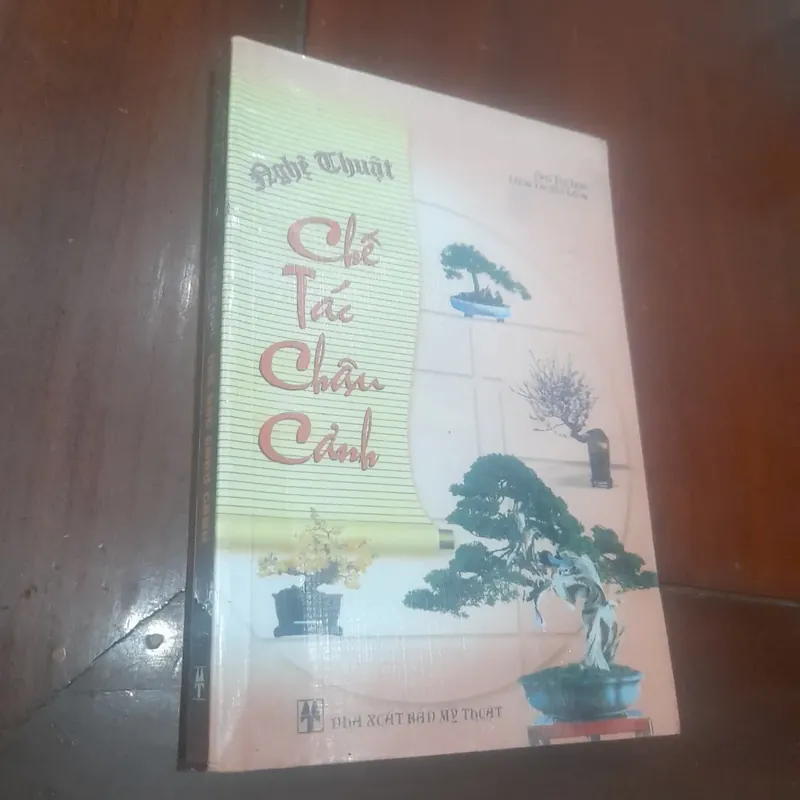 Nghệ Thuật
Chế
Tác
Chậu
Cảnh
NHÀ XUẤT BẢN MỸ THUẬT